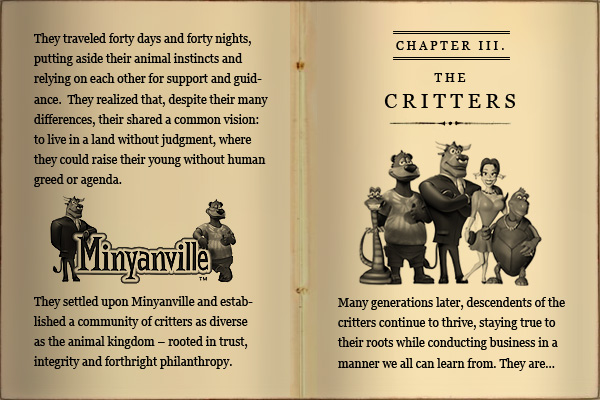 They traveled forty days and forty nights,
putting aside their animal instincts and
relying on each other for support and guid-
ance.  They realized that, despite their many
differences, their shared a common vision:
to live in a land without judgment, where
they could raise their young without human
greed or agenda.
Minyanville™
They settled upon Minyanville and estab-
lished a community of critters as diverse
as the animal kingdom – rooted in trust,
integrity and forthright philanthropy.
CHAPTER III.
THE
CRITTERS
Many generations later, descendents of the
critters continue to thrive, staying true to
their roots while conducting business in a
manner we all can learn from. They are...